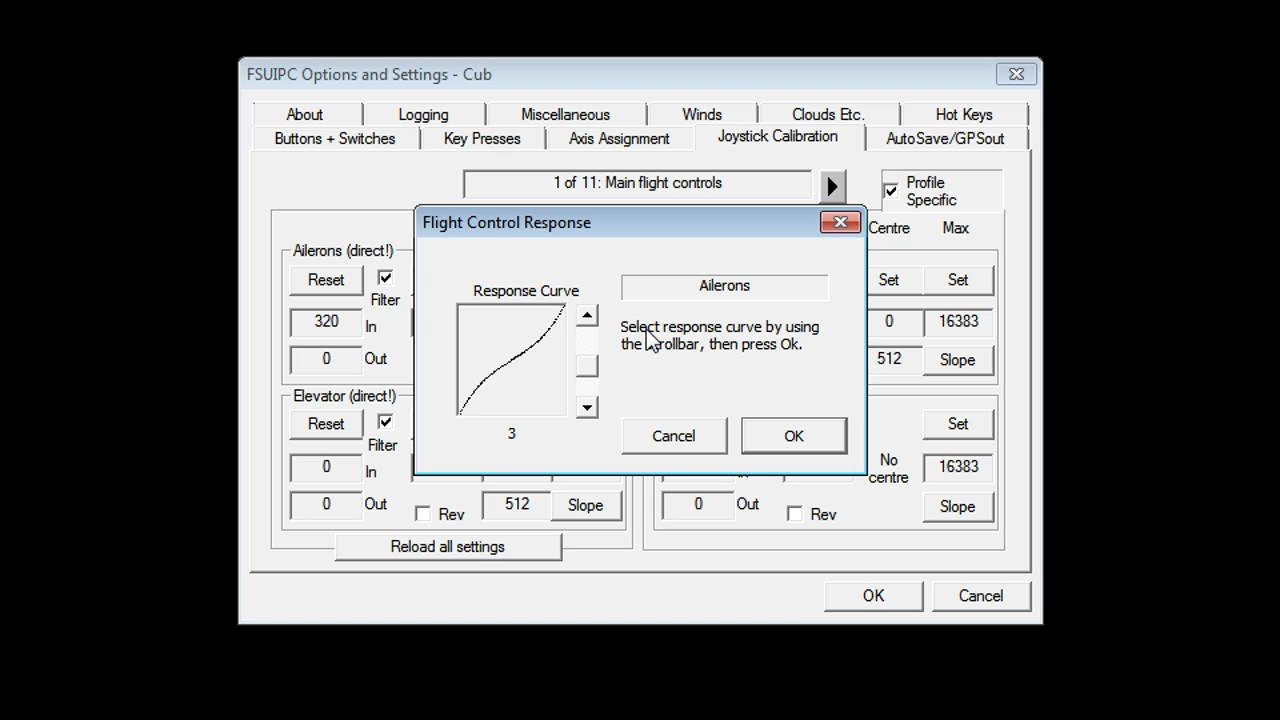 FSUIPC Options and Settings - Cub
About
Logging
Miscellaneous
Winds
Clouds Etc.
Hot Keys
Buttons + Switches
Key Presses
Axis Assignment
Joystick Calibration
AutoSave/GPSout
1 of 11: Main flight controls
Profile
Specific
Flight Control Response
Centre
Max
Ailerons (direct!)
Reset
Filter
320
In
0
Out
Response Curve
3
Ailerons
Select response curve by using
the scrollbar, then press Ok.
Cancel
OK
Set
Set
0
16383
512
Slope
Elevator (direct!)
Reset
Filter
0
In
0
Out
Rev
512
Slope
Set
No
centre
16383
0
Out
Rev
Slope
Reload all settings
OK
Cancel